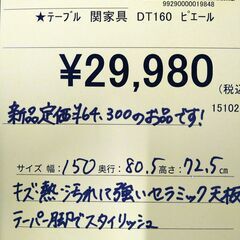 99290000019848
★テーブル 関家具 DT160 ピエール
¥29,980
(税込
新品定価¥64,300のお品です!
15102
サイズ 幅:150 奥行:80.5 高さ:72.5cm
キズ・熱・汚れに強いセラミック天板
テーパー脚でスタイリッシュ